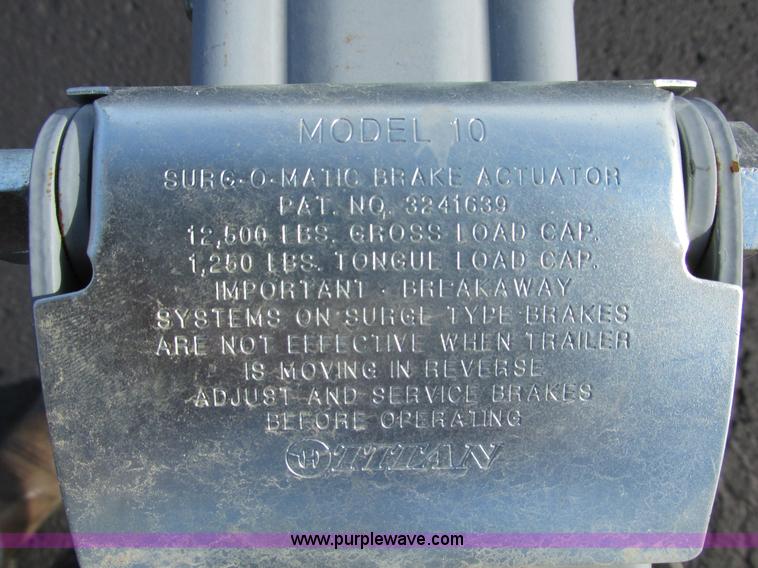 MODEL 10
SURG-O-MATIC BRAKE ACTUATOR
PAT. NO. 3241639
12,500 LBS. GROSS LOAD CAP.
1,250 LBS. TONGUE LOAD CAP.
IMPORTANT - BREAKAWAY
SYSTEMS ON SURGE TYPE BRAKES
ARE NOT EFFECTIVE WHEN TRAILER
IS MOVING IN REVERSE
ADJUST AND SERVICE BRAKES
BEFORE OPERATING
TITAN
www.purplewave.com